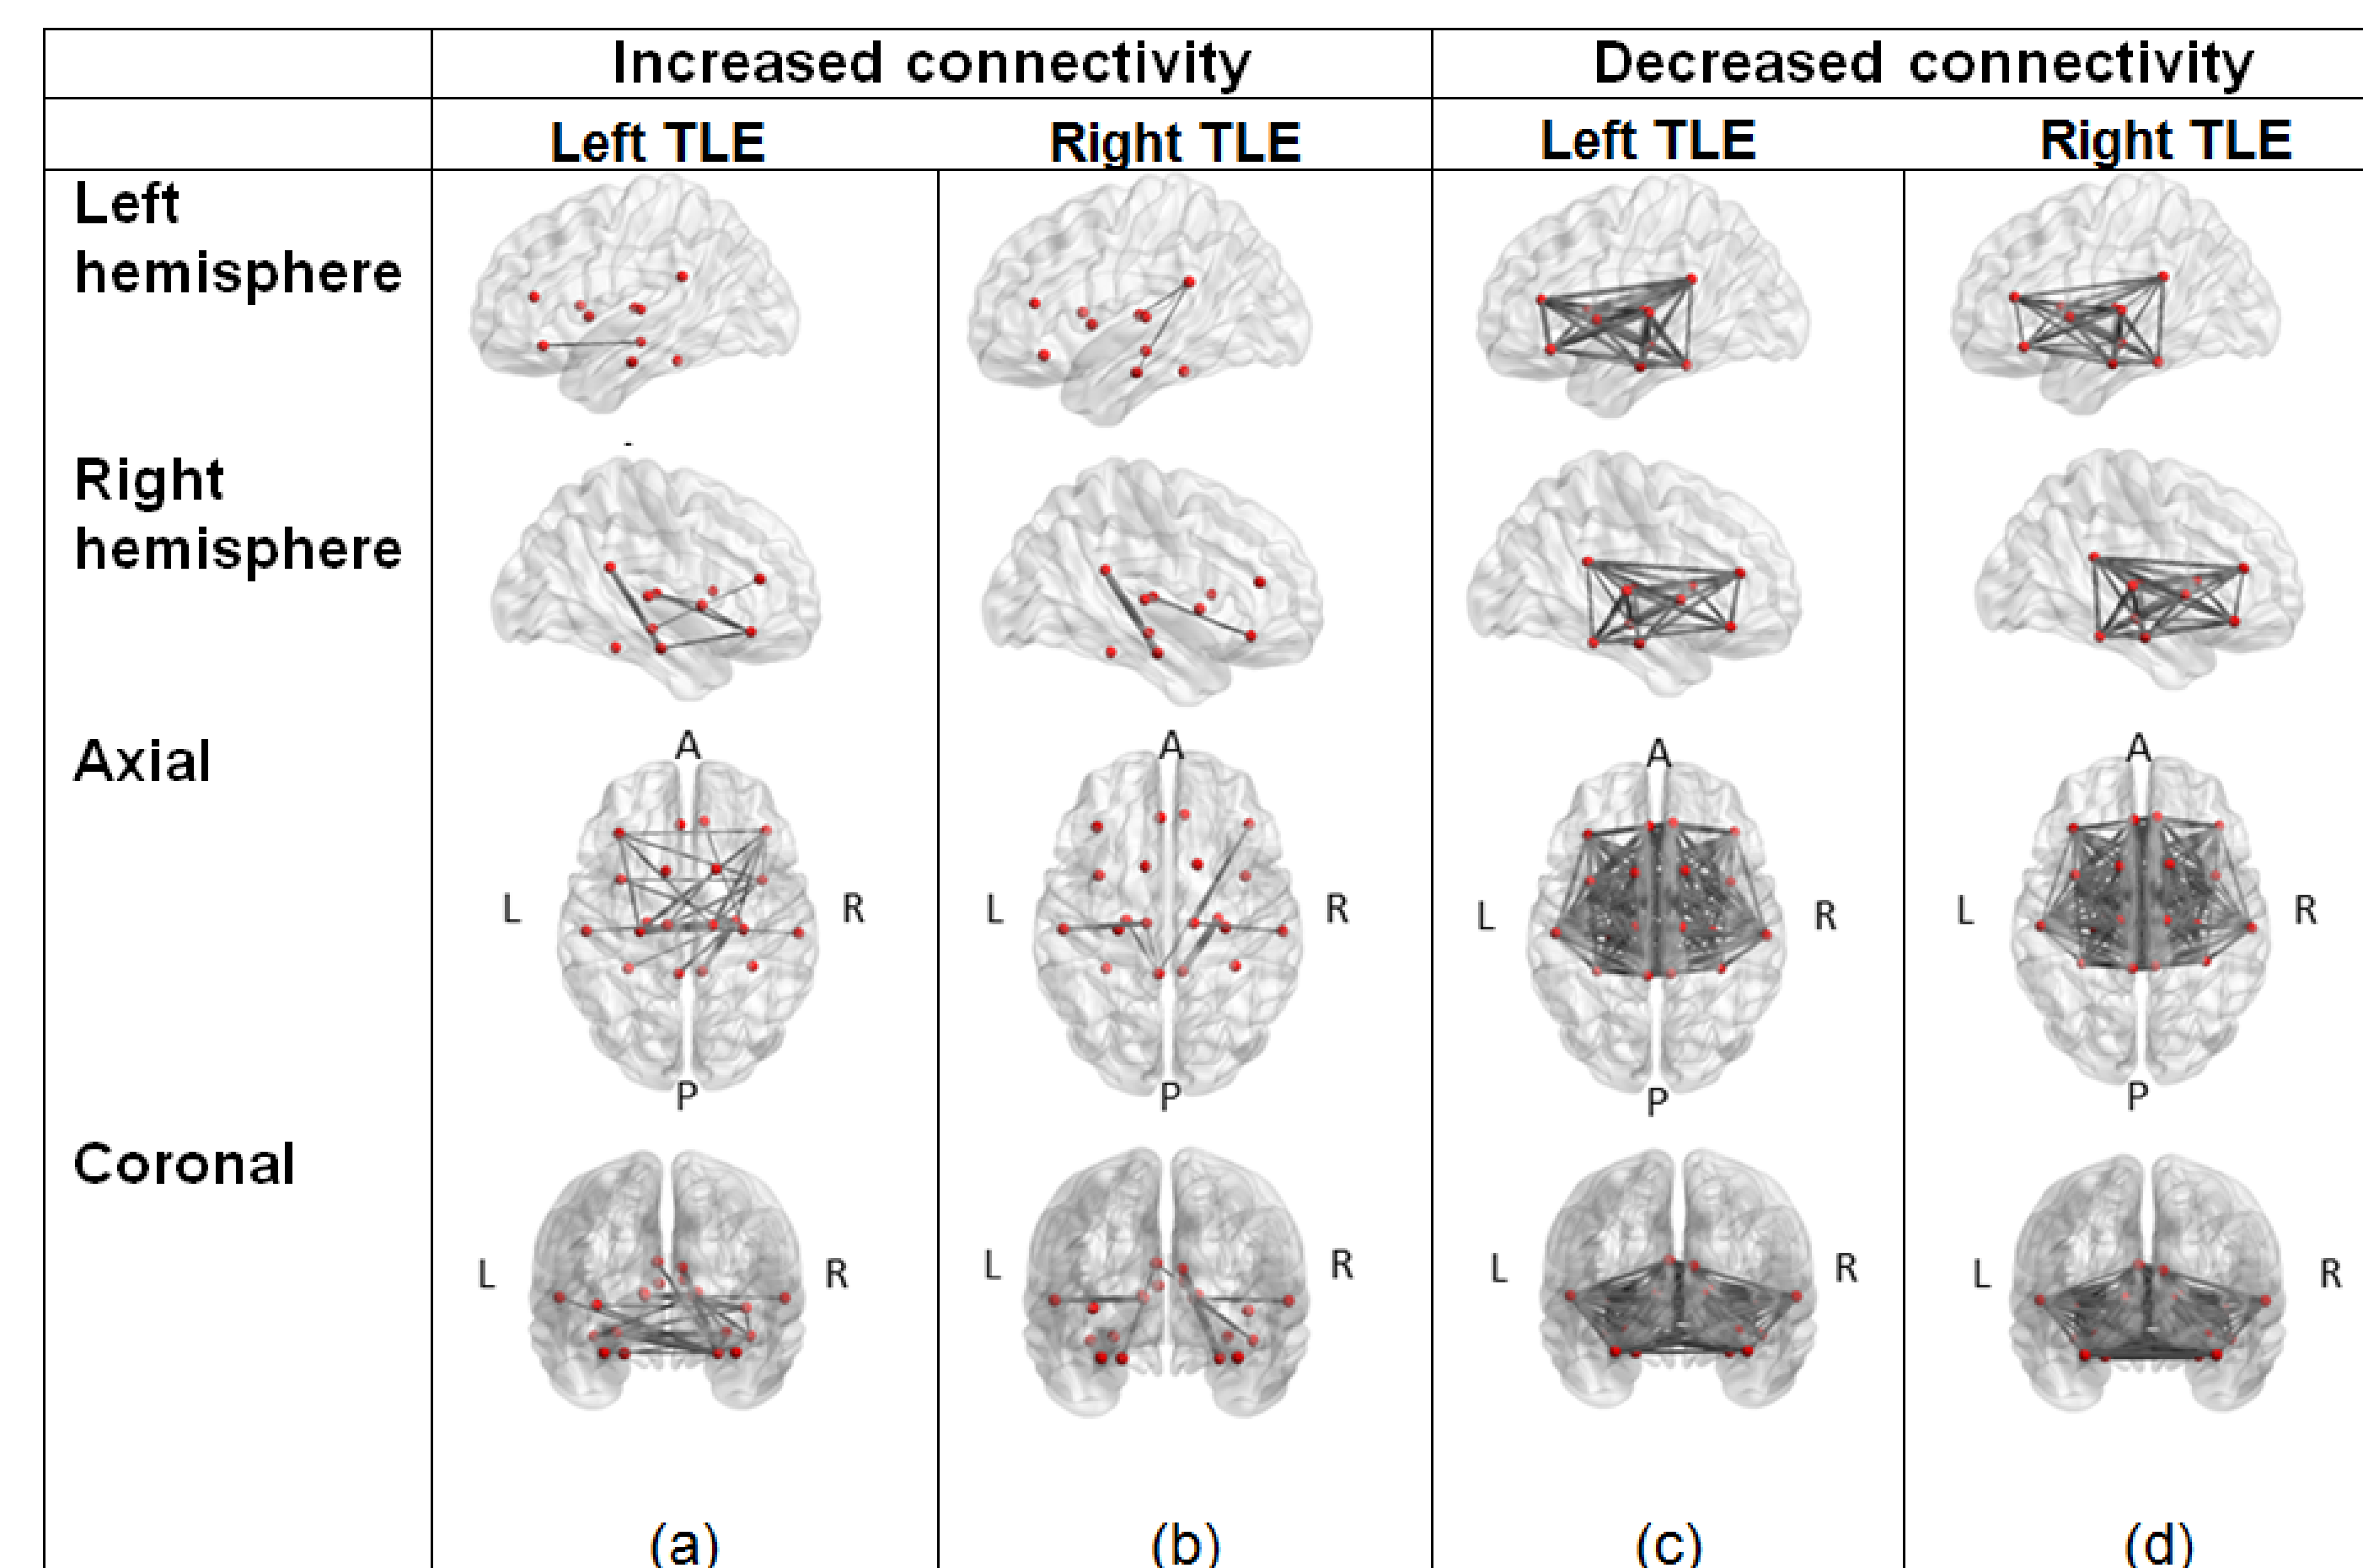 Increased connectivity Decreased connectivity
Left TLE Right TLE Left TLE Right TLE
Left
hemisphere
Right
hemisphere
Axial
A A A A
L R L R L R L R
P P P P
Coronal
L R L R L R L R
(a) (b) (c) (d)